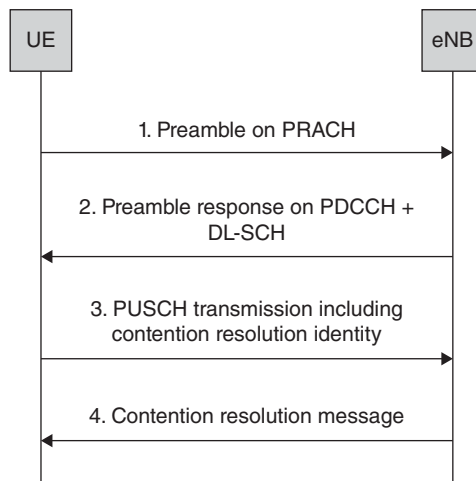 UE
eNB
1. Preamble on PRACH
2. Preamble response on PDCCH +
DL-SCH
3. PUSCH transmission including
contention resolution identity
4. Contention resolution message